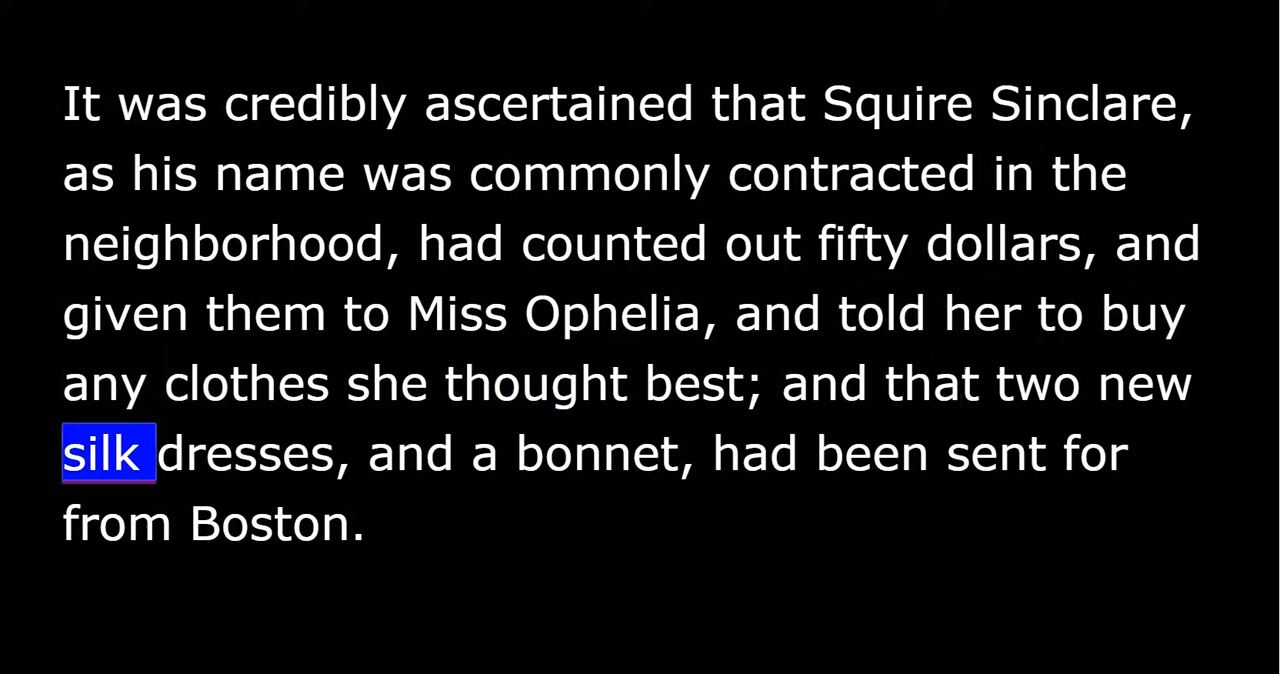 It was credibly ascertained that Squire Sinclare,
as his name was commonly contracted in the
neighborhood, had counted out fifty dollars, and
given them to Miss Ophelia, and told her to buy
any clothes she thought best; and that two new
silk dresses, and a bonnet, had been sent for
from Boston.